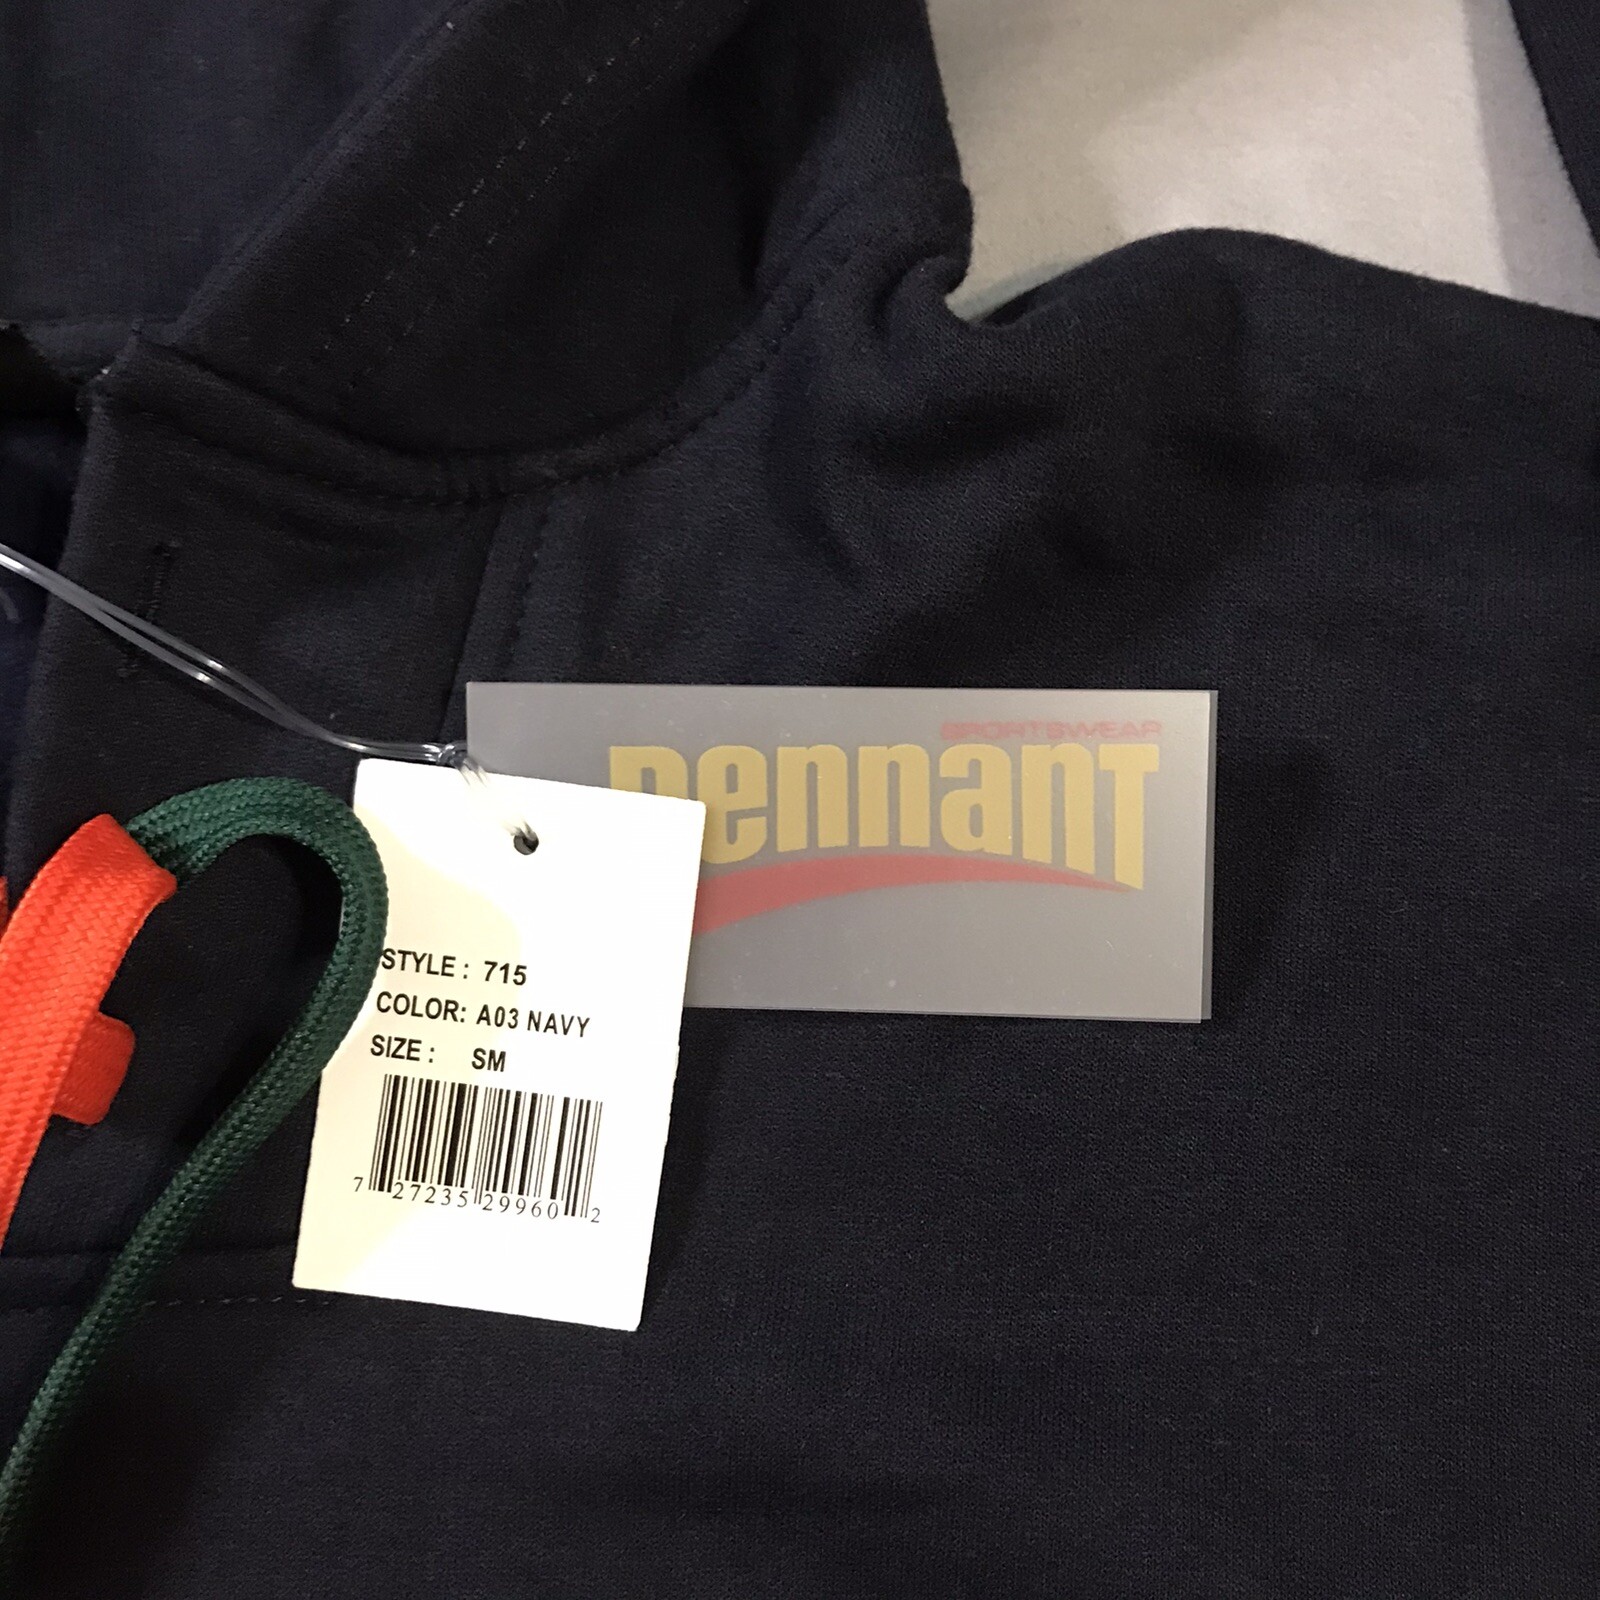 SPORTSWEAR
pennant
STYLE: 715
COLOR: A03 NAVY
SIZE: SM
7 27235 29960 2